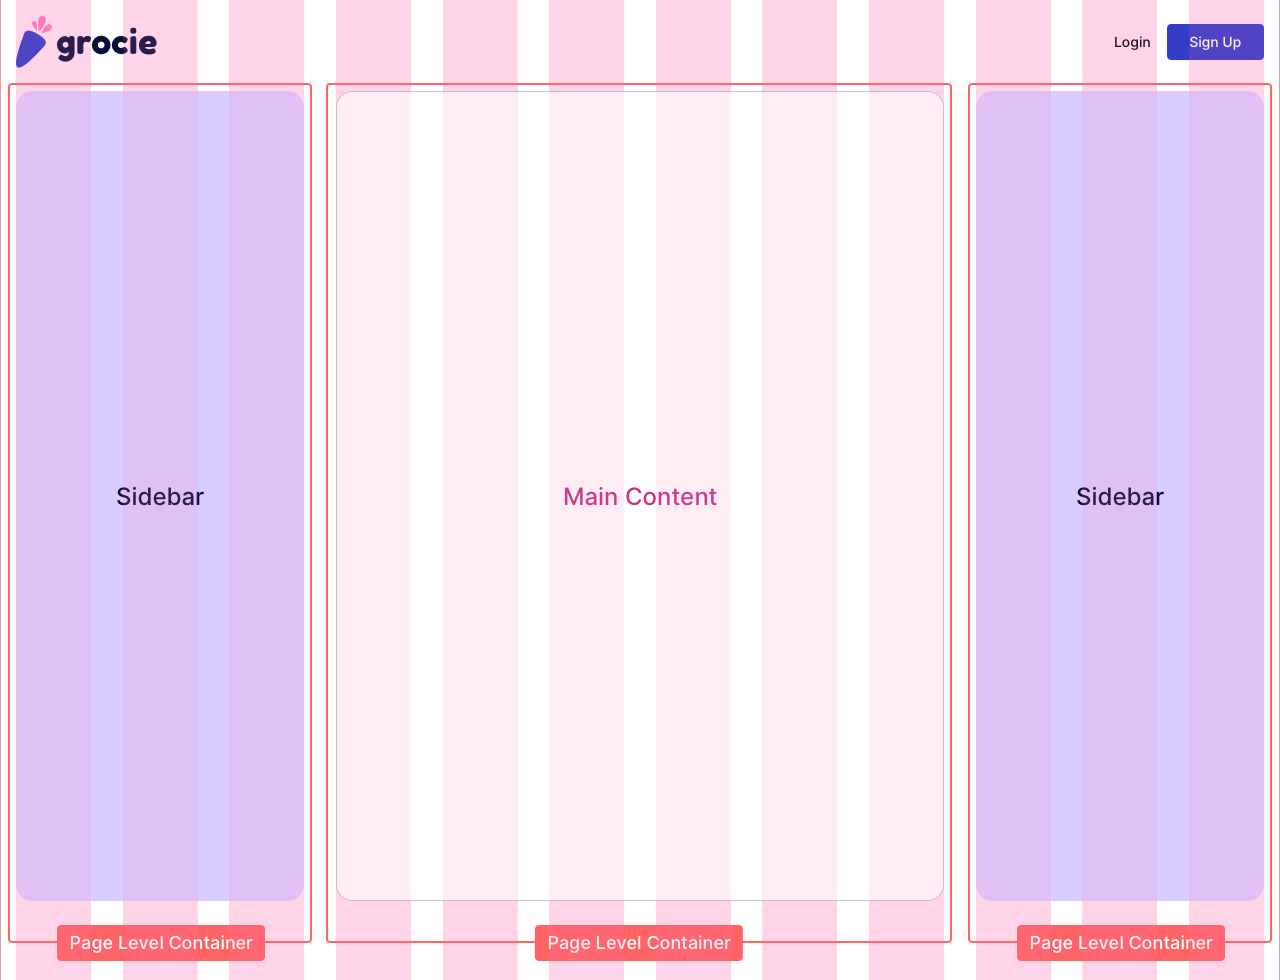 grocie
Login
Sign Up
Sidebar
Main Content
Sidebar
Page Level Container
Page Level Container
Page Level Container